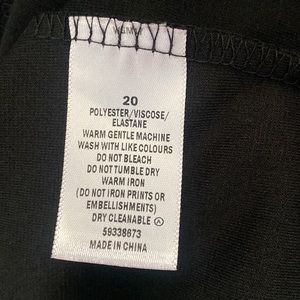 20
POLYESTER/VISCOSE/
ELASTANE
WARM GENTLE MACHINE
WASH WITH LIKE COLOURS
DO NOT BLEACH
DO NOT TUMBLE DRY
WARM IRON
(DO NOT IRON PRINTS OR
EMBELLISHMENTS)
DRY CLEANABLE Ⓐ
59338673
MADE IN CHINA